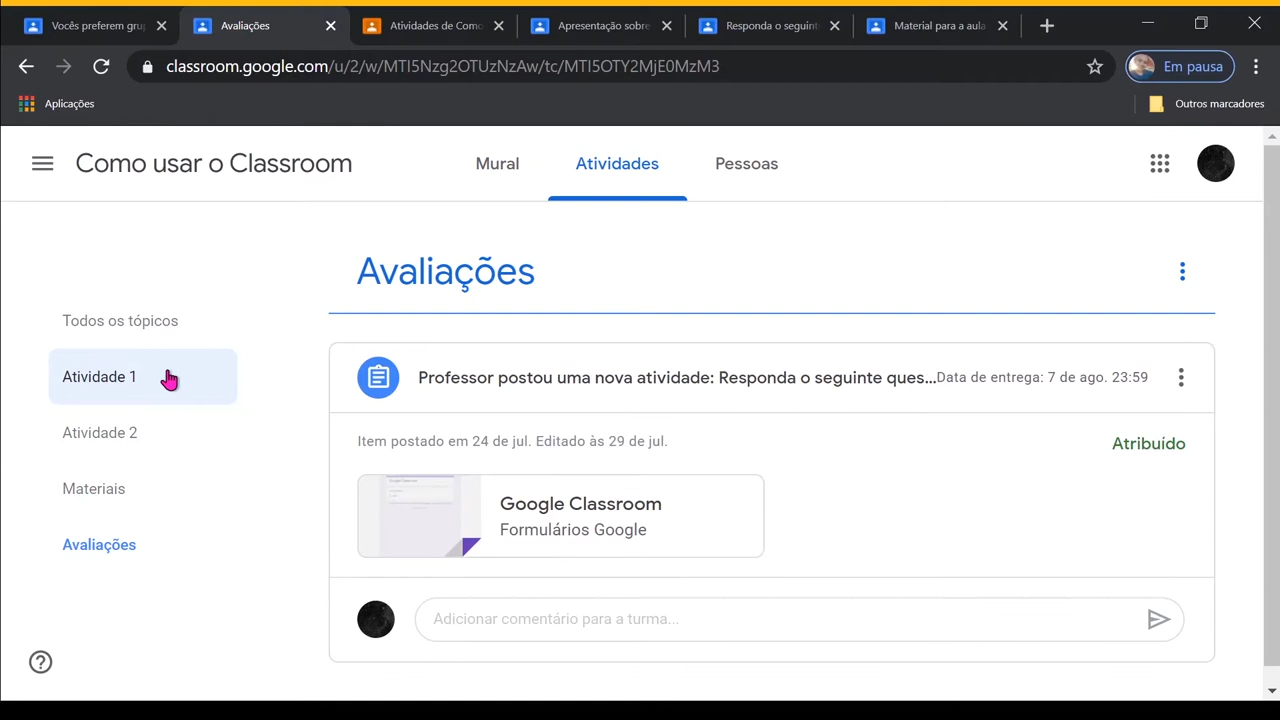 Vocês preferem gru
Avaliações
Atividades de Como
Apresentação sobre
Responda o seguint
Material para a aula
classroom.google.com/u/2/w/MTI5Nzg2OTUzNzAw/tc/MTI5OTY2MjE0MzM3
Em pausa
Aplicações
Outros marcadores
Como usar o Classroom
Mural
Atividades
Pessoas
Avaliações
Todos os tópicos
Atividade 1
Atividade 2
Materiais
Avaliações
Professor postou uma nova atividade: Responda o seguinte ques...
Data de entrega: 7 de ago. 23:59
Item postado em 24 de jul. Editado às 29 de jul.
Atribuído
Google Classroom
Formulários Google
Adicionar comentário para a turma...